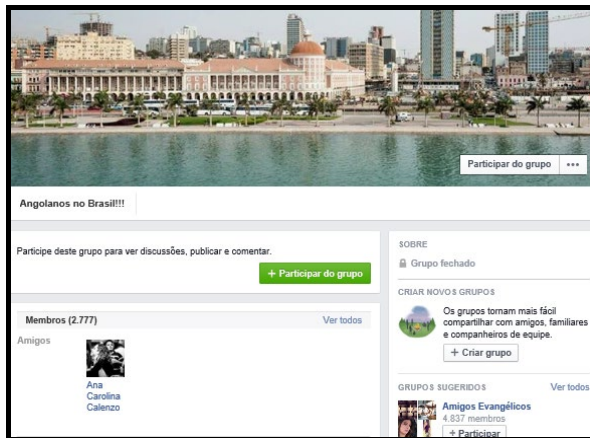 Participar do grupo •••
Angolanos no Brasil!!!
Participe deste grupo para ver discussões, publicar e comentar.
+ Participar do grupo
Membros (2.777) Ver todos
Amigos
Ana
Carolina
Calenzo
SOBRE
Grupo fechado
CRIAR NOVOS GRUPOS
Os grupos tornam mais fácil
compartilhar com amigos, familiares
e companheiros de equipe.
+ Criar grupo
GRUPOS SUGERIDOS Ver todos
Amigos Evangélicos
4.837 membros
+ Participar